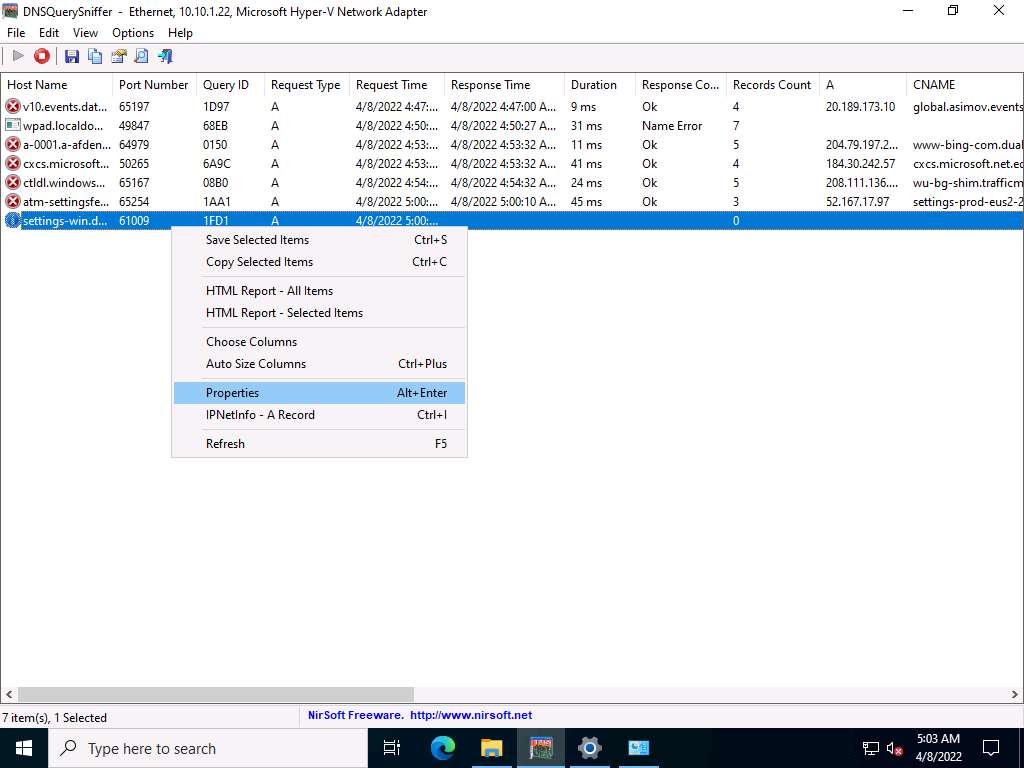 DNSQuerySniffer - Ethernet, 10.10.1.22, Microsoft Hyper-V Network Adapter
File Edit View Options Help
Host Name Port Number Query ID Request Type Request Time Response Time Duration Response Co... Records Count A CNAME
v10.events.dat... 65197 1D97 A 4/8/2022 4:47:... 4/8/2022 4:47:00 A... 9 ms Ok 4 20.189.173.10 global.asimov.events
wpad.localdo... 49847 68EB A 4/8/2022 4:50:... 4/8/2022 4:50:27 A... 31 ms Name Error 7
a-0001.a-afden... 64979 0150 A 4/8/2022 4:53:... 4/8/2022 4:53:32 A... 11 ms Ok 5 204.79.197.2... www-bing-com.dual
cxcs.microsoft... 50265 6A9C A 4/8/2022 4:53:... 4/8/2022 4:53:32 A... 41 ms Ok 4 184.30.242.57 cxcs.microsoft.net.ed
ctldl.windows... 65167 08B0 A 4/8/2022 4:54:... 4/8/2022 4:54:32 A... 24 ms Ok 5 208.111.136.... wu-bg-shim.trafficm
atm-settingsfe... 65254 1AA1 A 4/8/2022 5:00:... 4/8/2022 5:00:10 A... 45 ms Ok 3 52.167.17.97 settings-prod-eus2-2
settings-win.d... 61009 1FD1 A 4/8/2022 5:00:... 0
Save Selected Items Ctrl+S
Copy Selected Items Ctrl+C
HTML Report - All Items
HTML Report - Selected Items
Choose Columns
Auto Size Columns Ctrl+Plus
Properties Alt+Enter
IPNetInfo - A Record Ctrl+I
Refresh F5
7 item(s), 1 Selected NirSoft Freeware. http://www.nirsoft.net
Type here to search
5:03 AM
4/8/2022